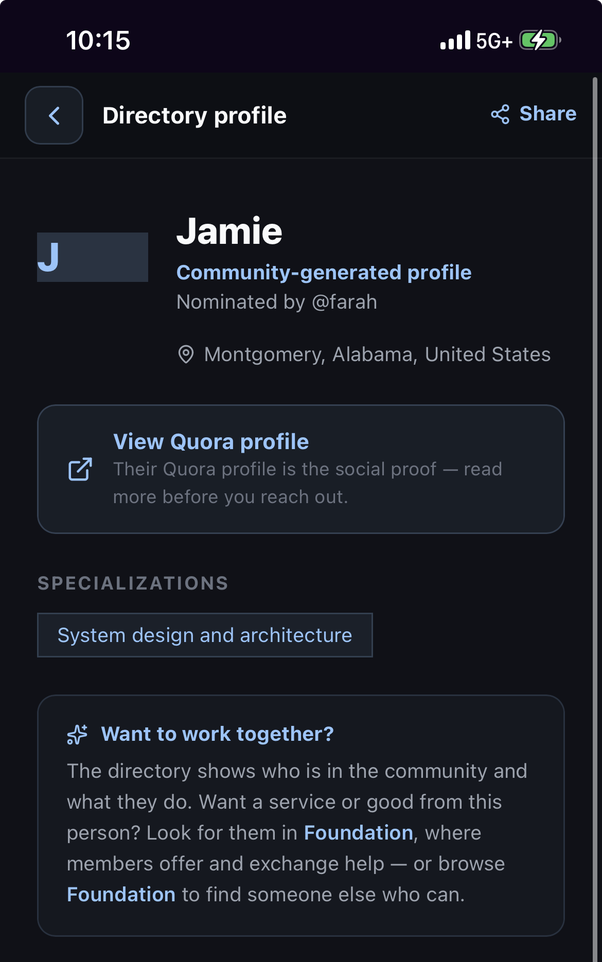 10:15
5G+
Directory profile
Share
J
Jamie
Community-generated profile
Nominated by @farah
Montgomery, Alabama, United States
View Quora profile
Their Quora profile is the social proof — read
more before you reach out.
SPECIALIZATIONS
System design and architecture
Want to work together?
The directory shows who is in the community and
what they do. Want a service or good from this
person? Look for them in Foundation, where
members offer and exchange help — or browse
Foundation to find someone else who can.